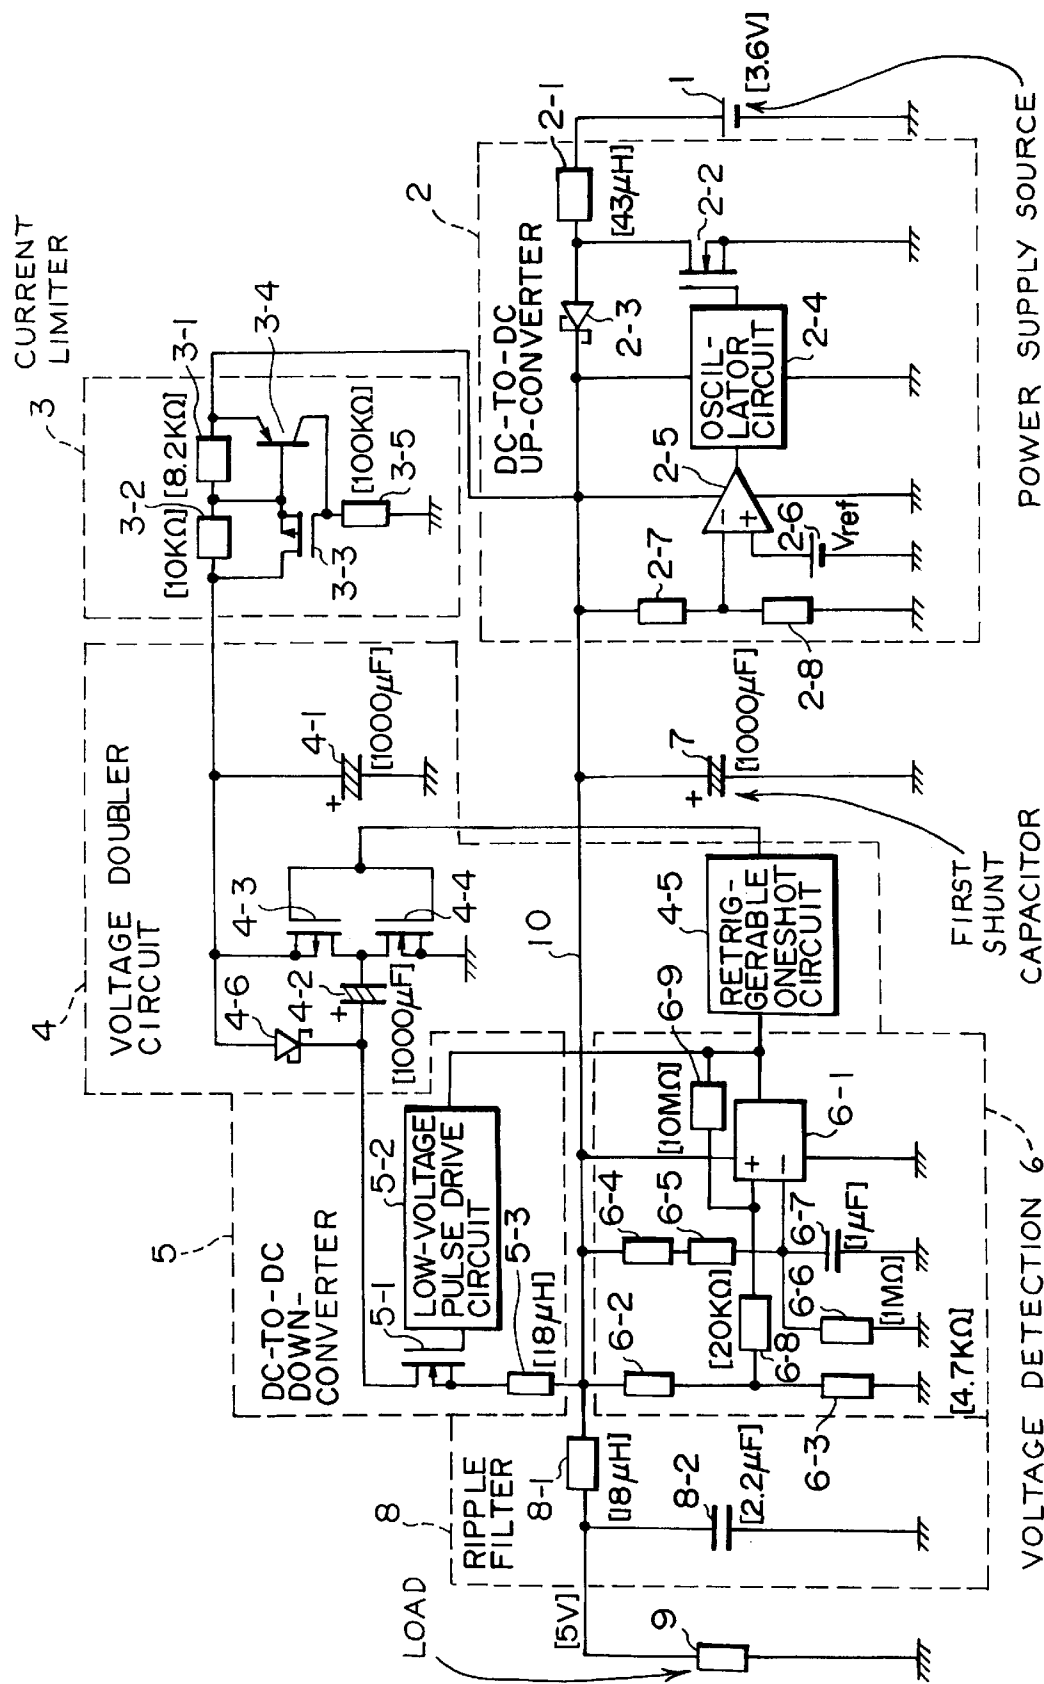 CURRENT
LIMITER
3
3-2
[10KΩ]
3-1
[8.2KΩ]
3-4
3-3
[100KΩ]
3-5
4
VOLTAGE DOUBLER
CIRCUIT
4-6
4-2
+
[1000μF]
4-3
4-4
+
4-1
[1000μF]
5
DC-TO-DC
DOWN-
CONVERTER
5-1
5-2
LOW-VOLTAGE
PULSE DRIVE
CIRCUIT
5-3
[18μH]
2
DC-TO-DC
UP-CONVERTER
2-1
[43μH]
2-2
2-3
OSCIL-
LATOR
CIRCUIT
2-4
2-5
−
+
2-6
Vref
2-7
2-8
1
[3.6V]
POWER SUPPLY SOURCE
10
+
7
[1000μF]
FIRST
SHUNT
CAPACITOR
4-5
RETRIG-
GERABLE
ONESHOT
CIRCUIT
6-9
[10MΩ]
+
−
6-1
6-4
6-5
6-7
[1μF]
6-6
[1MΩ]
6-2
[20KΩ]
6-8
6-3
[4.7KΩ]
VOLTAGE DETECTION 6
8
RIPPLE
FILTER
8-1
[18μH]
8-2
[2.2μF]
LOAD
[5V]
9